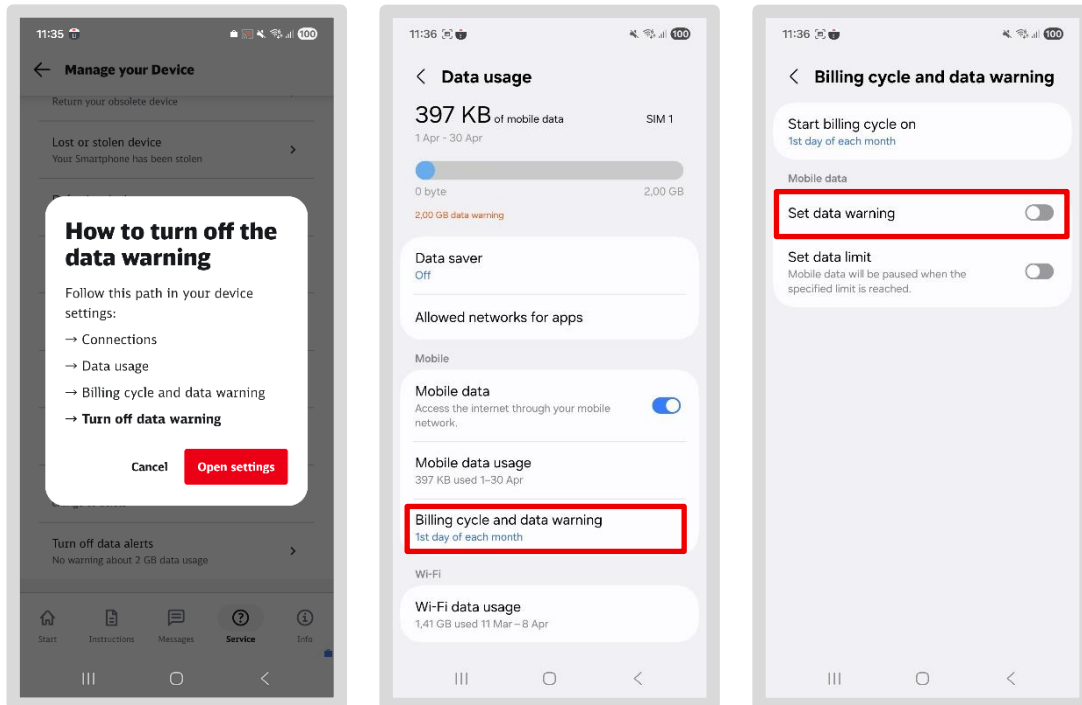 11:35
100
Manage your Device
Return your obsolete device
Lost or stolen device
Your Smartphone has been stolen
How to turn off the
data warning
Follow this path in your device
settings:
→ Connections
→ Data usage
→ Billing cycle and data warning
→ Turn off data warning
Cancel
Open settings
Turn off data alerts
No warning about 2 GB data usage
Start
Instructions
Messages
Service
Info
11:36
100
Data usage
397 KB of mobile data
SIM 1
1 Apr - 30 Apr
0 byte
2,00 GB
2,00 GB data warning
Data saver
Off
Allowed networks for apps
Mobile
Mobile data
Access the internet through your mobile
network.
Mobile data usage
397 KB used 1–30 Apr
Billing cycle and data warning
1st day of each month
Wi-Fi
Wi-Fi data usage
1,41 GB used 11 Mar – 8 Apr
11:36
100
Billing cycle and data warning
Start billing cycle on
1st day of each month
Mobile data
Set data warning
Set data limit
Mobile data will be paused when the
specified limit is reached.